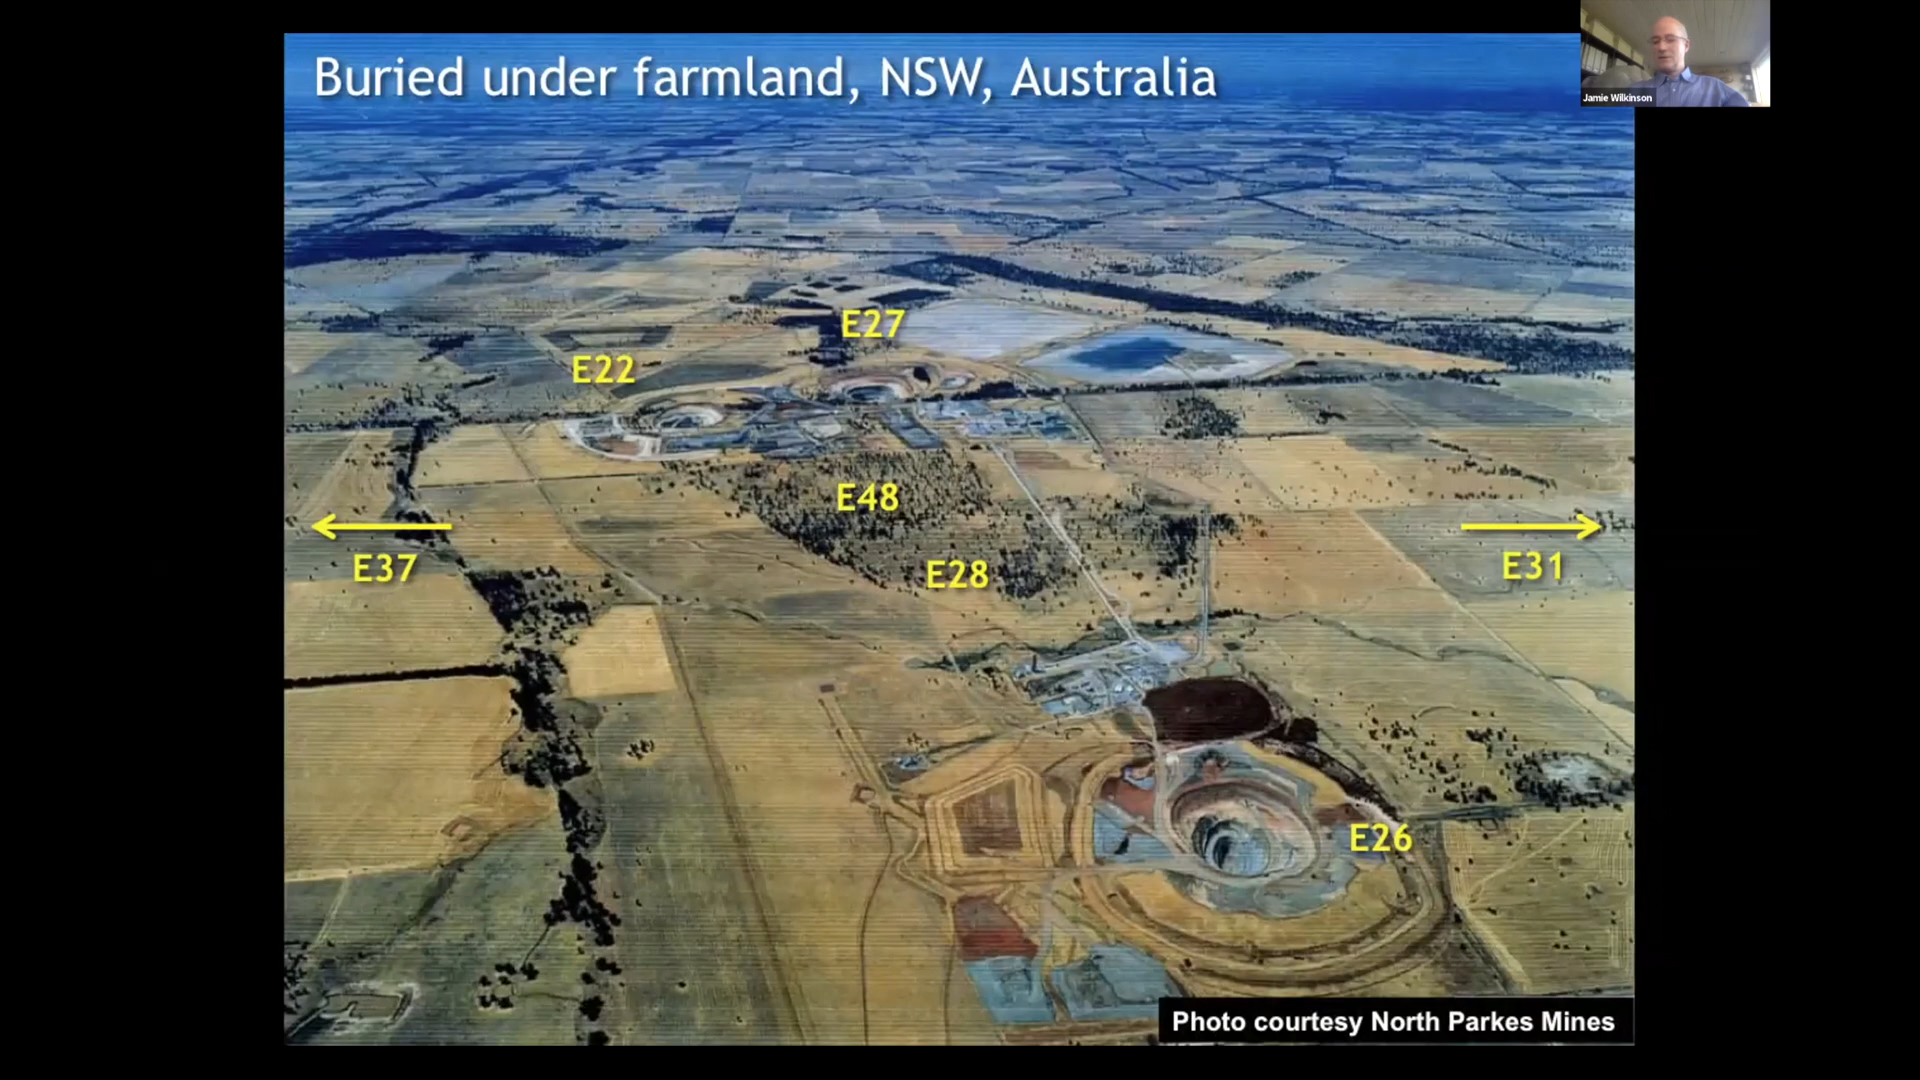 Buried under farmland, NSW, Australia
Jamie Wilkinson
E27
E22
E48
E37
E28
E31
E26
Photo courtesy North Parkes Mines